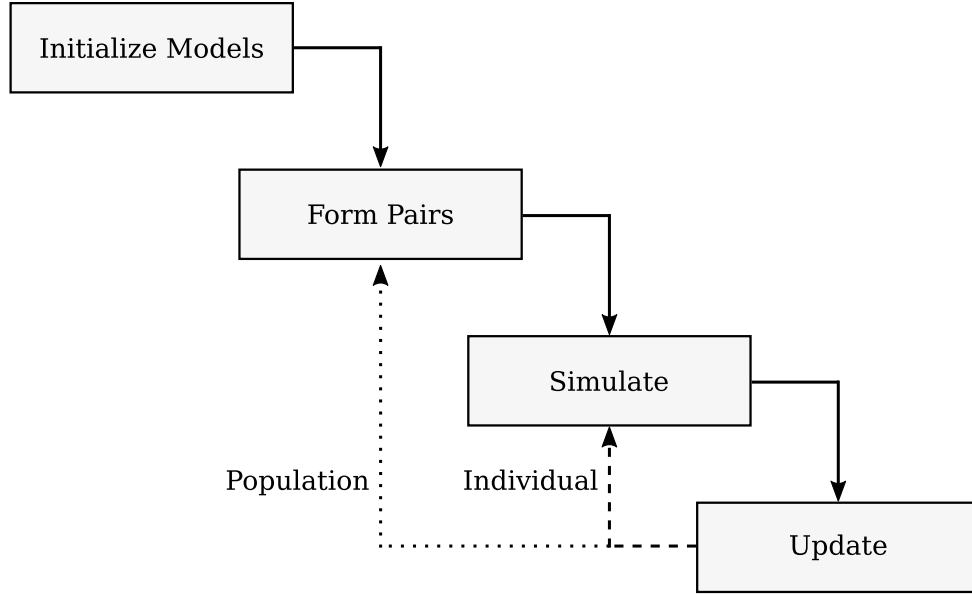 Initialize Models
Form Pairs
Simulate
Population
Individual
Update